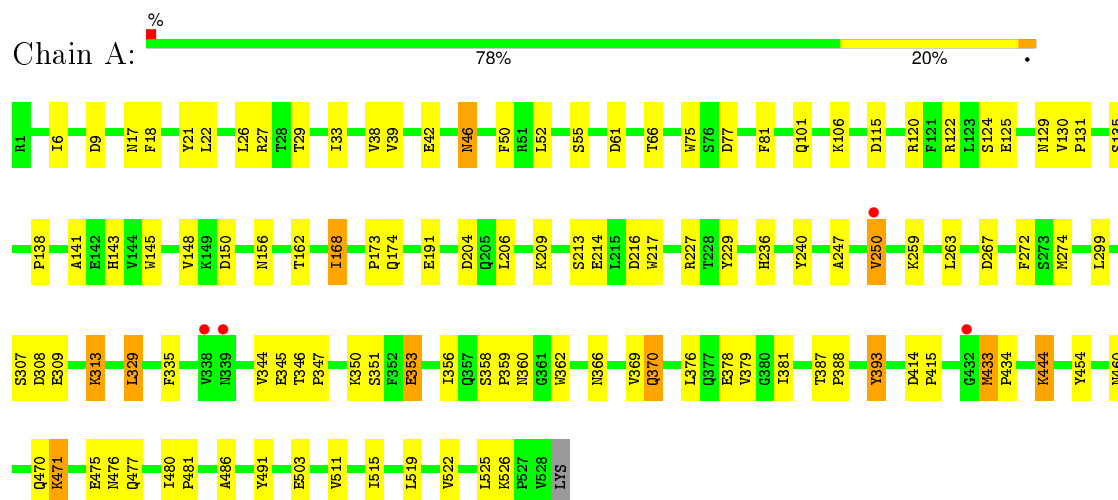 %
Chain A:
78% 20% •
R1 I6 D9 N17 F18 Y21 L22 L26 R27 T28 T29 I33 V38 V39 E42 N46 F50 R51 L52 S55 D61 T66 W75 S76 D77 F81 Q101 K106 D115 R120 F121 R122 L123 S124 E125 N129 V130 P131
P138 A141 E142 H143 V144 W145 V148 K149 D150 N156 T162 I168 P173 Q174 E191 D204 Q205 L206 K209 S213 E214 L215 D216 W217 R227 T228 Y229 H236 Y240 A247 V250 K259 L263 D267 F272 S273 M274 L299
S307 D308 E309 K313 L329 F335 V338 N339 V344 E345 T346 P347 K350 S351 F352 E353 I356 Q357 S358 P359 N360 G361 W362 N366 V369 Q370 L376 Q377 E378 V379 G380 I381 T387 P388 Y393 D414 P415 G432 M433 P434 K444 Y454
Q470 K471 E475 N476 Q477 I480 P481 A486 Y491 E503 V511 I515 L519 V522 L525 K526 P527 V528 LYS